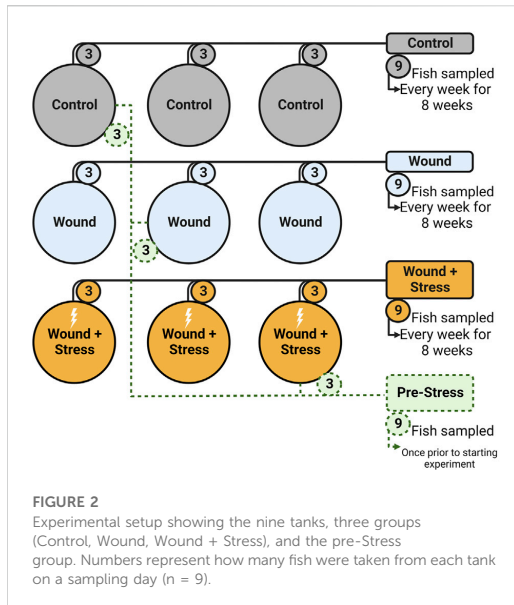 3
3
3
Control
Control
Control
Control
9
Fish sampled
Every week for
8 weeks
3
3
3
3
Wound
Wound
Wound
Wound
9
Fish sampled
Every week for
8 weeks
3
3
3
3
Wound +
Stress
Wound +
Stress
Wound +
Stress
Wound +
Stress
9
Fish sampled
Every week for
8 weeks
3
Pre-Stress
9
Fish sampled
Once prior to starting
experiment
FIGURE 2
Experimental setup showing the nine tanks, three groups
(Control, Wound, Wound + Stress), and the pre-Stress
group. Numbers represent how many fish were taken from each tank
on a sampling day (n = 9).